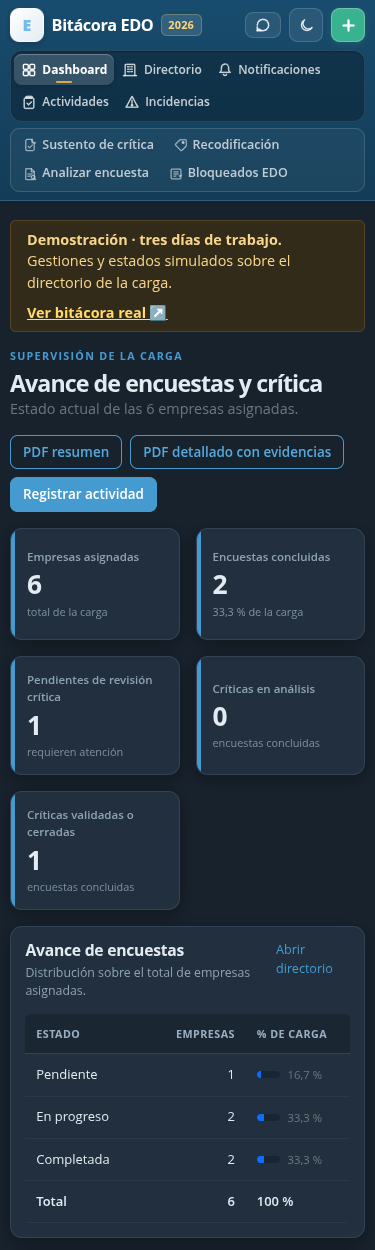 E Bitácora EDO 2026
Dashboard Directorio Notificaciones
Actividades Incidencias
Sustento de crítica Recodificación
Analizar encuesta Bloqueados EDO
Demostración · tres días de trabajo.
Gestiones y estados simulados sobre el
directorio de la carga.
Ver bitácora real ↗
SUPERVISIÓN DE LA CARGA
Avance de encuestas y crítica
Estado actual de las 6 empresas asignadas.
PDF resumen PDF detallado con evidencias
Registrar actividad
Empresas asignadas
6
total de la carga
Encuestas concluidas
2
33,3 % de la carga
Pendientes de revisión
crítica
1
requieren atención
Críticas en análisis
0
encuestas concluidas
Críticas validadas o
cerradas
1
encuestas concluidas
Avance de encuestas
Distribución sobre el total de empresas
asignadas.
Abrir
directorio
ESTADO EMPRESAS % DE CARGA
Pendiente 1 16,7 %
En progreso 2 33,3 %
Completada 2 33,3 %
Total 6 100 %